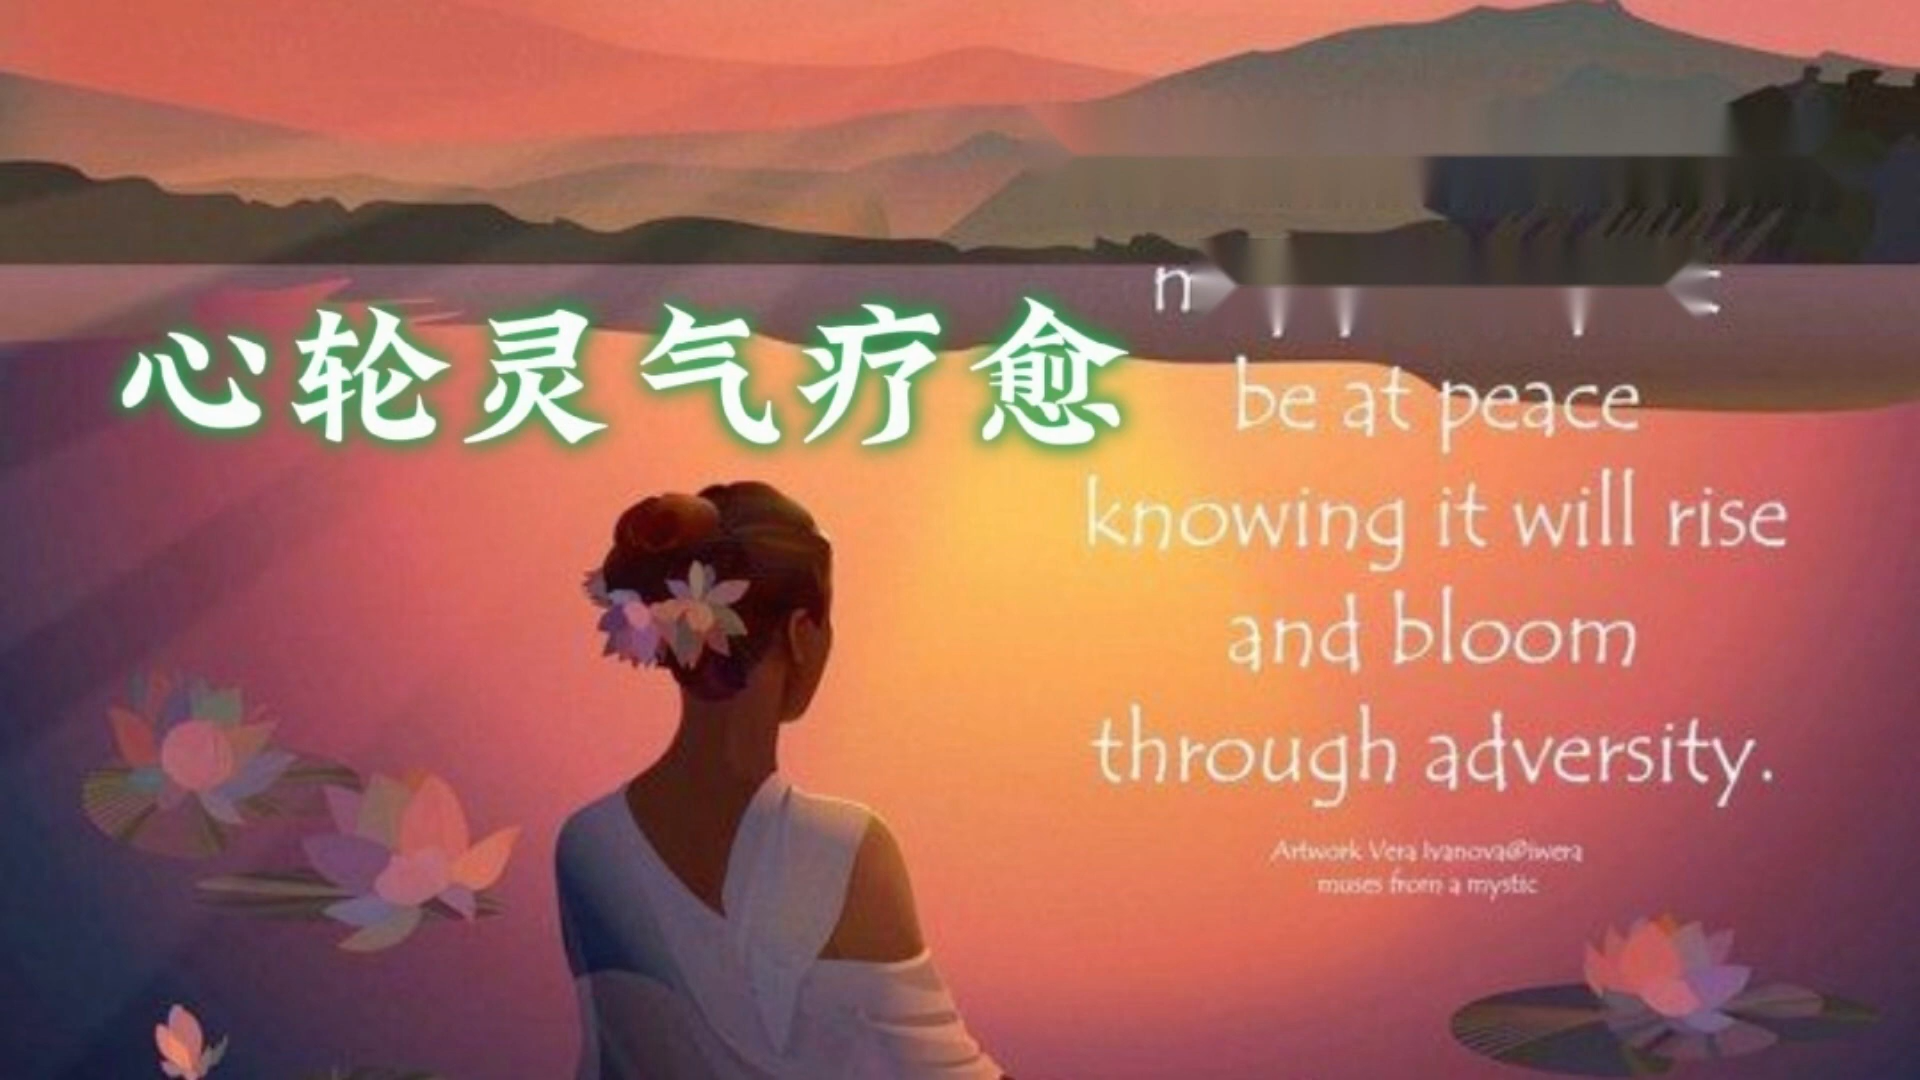 心轮灵气疗愈
be at peace
knowing it will rise
and bloom
through adversity.
Artwork Vera Ivanova@iwera
muses from a mystic